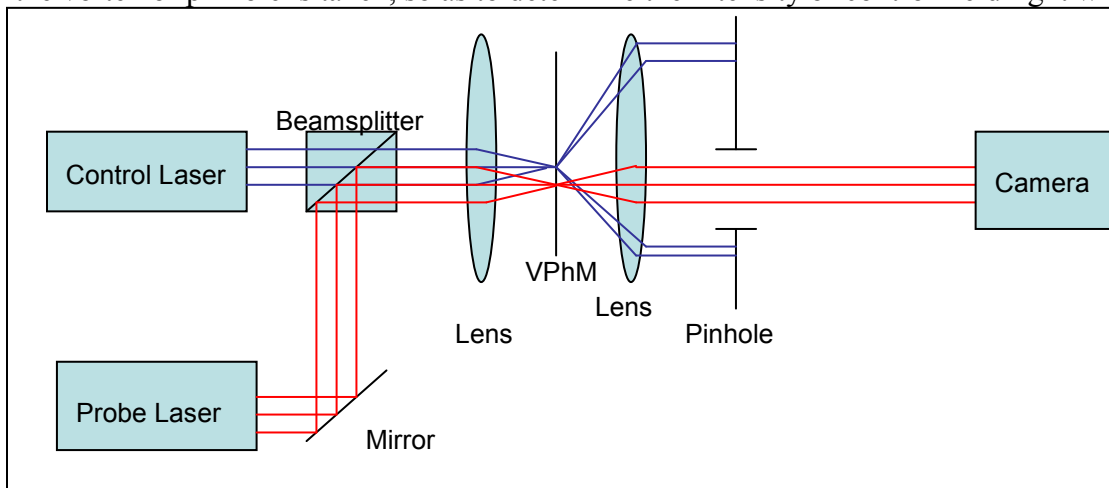 Beamsplitter
Control Laser
Camera
VPhM
Lens
Lens
Pinhole
Probe Laser
Mirror